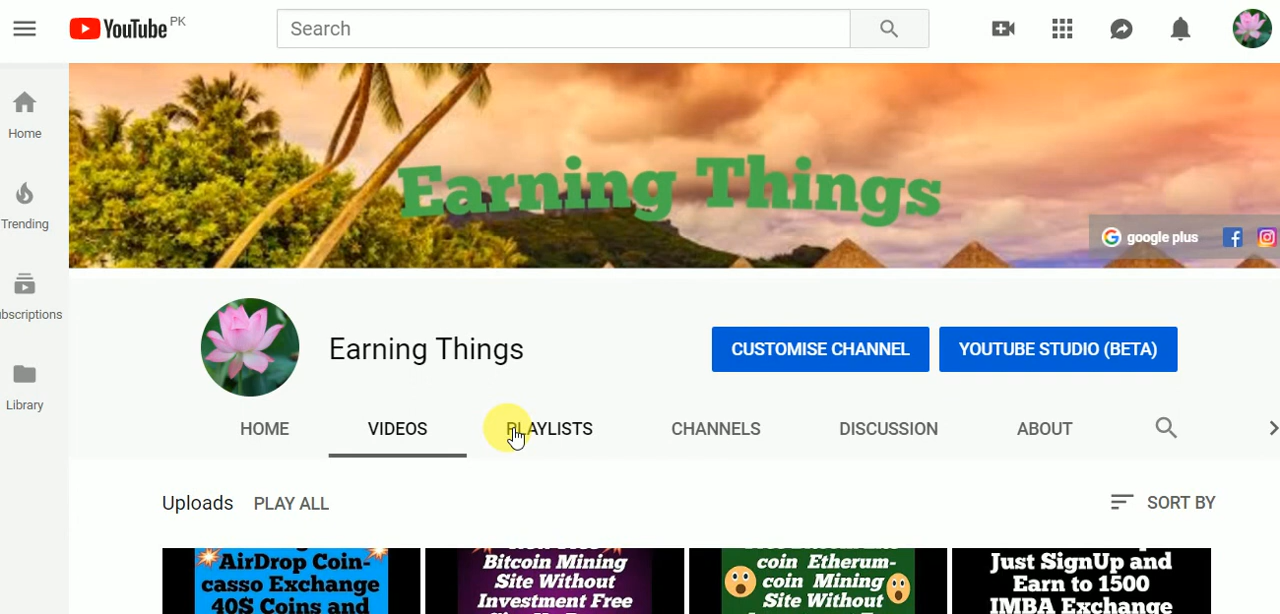 YouTube PK
Search
Home
Trending
bscriptions
Library
Earning Things
google plus
Earning Things
CUSTOMISE CHANNEL
YOUTUBE STUDIO (BETA)
HOME VIDEOS PLAYLISTS CHANNELS DISCUSSION ABOUT
Uploads PLAY ALL SORT BY
AirDrop Coin-
casso Exchange
40$ Coins and
Bitcoin Mining
Site Without
Investment Free
coin Etherum-
coin Mining
Site Without
Just SignUp and
Earn to 1500
IMBA Exchange